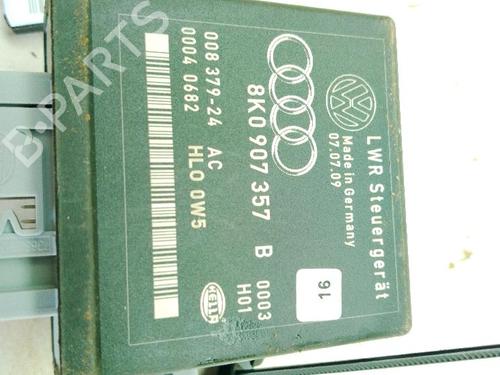 LWR Steuergerät
Made in Germany
07.07.09
8K0 907 357 B
0003
H01
16
008 379-24 AC
0004 0682 HLO 0W5
HELLA
B-PARTS